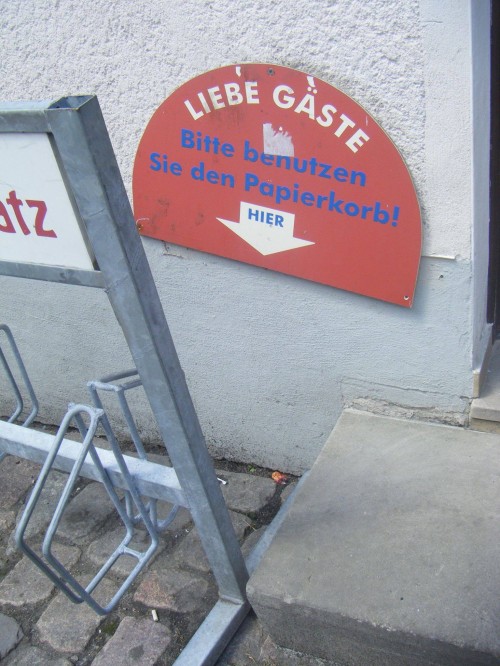 LIEBE GÄSTE
Bitte benutzen
Sie den Papierkorb!
HIER
atz